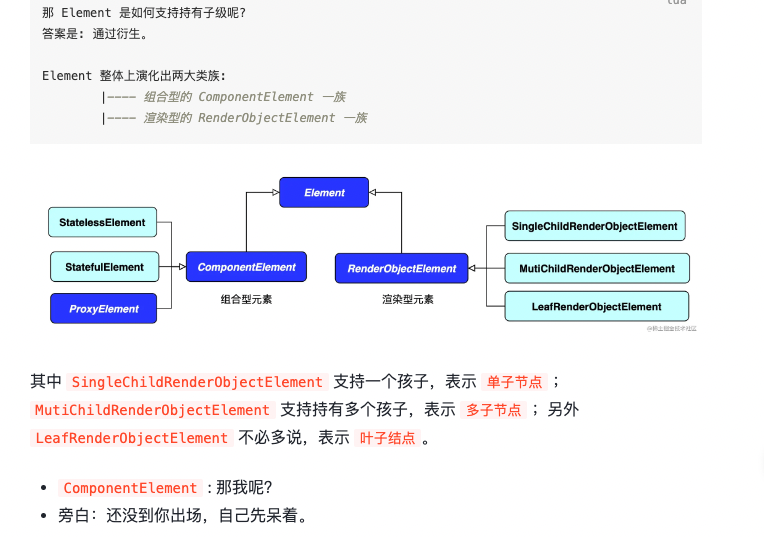 lua
那 Element 是如何支持持有子级呢?
答案是: 通过衍生。
Element 整体上演化出两大类族:
|---- 组合型的 ComponentElement 一族
|---- 渲染型的 RenderObjectElement 一族
Element
StatelessElement
SingleChildRenderObjectElement
StatefulElement
ComponentElement
RenderObjectElement
MutiChildRenderObjectElement
组合型元素
渲染型元素
ProxyElement
LeafRenderObjectElement
@稀土掘金技术社区
其中 SingleChildRenderObjectElement 支持一个孩子，表示 单子节点 ；
MutiChildRenderObjectElement 支持持有多个孩子，表示 多子节点 ；另外
LeafRenderObjectElement 不必多说，表示 叶子结点 。
• ComponentElement : 那我呢?
• 旁白：还没到你出场，自己先呆着。